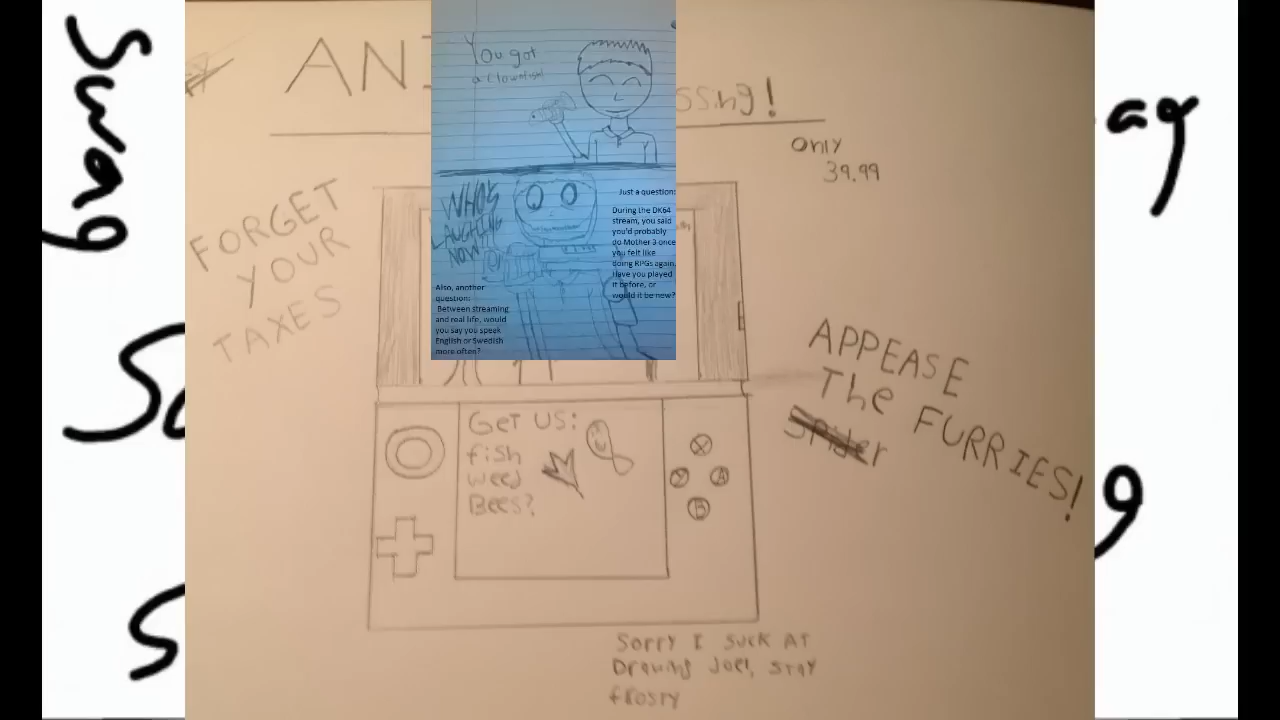 Swag
ANI
ssing!
only
39.99
FORGET
YOUR
TAXES
You got
a clownfish!
WHO'S
LAUGHING
NOW?
Just a question:
During the DK64
stream, you said
you'd probably
do Mother 3 once
you felt like
doing RPGs again.
Have you played
it before, or
would it be new?
Also, another
question:
Between streaming
and real life, would
you say you speak
English or Swedish
more often?
APPEASE
The FURRIES!
Spider
GET US:
fish
weed
Bees?
X
Y A
B
Sorry I suck At
Drawing Joel, stay
frosty
ag
S
g
S